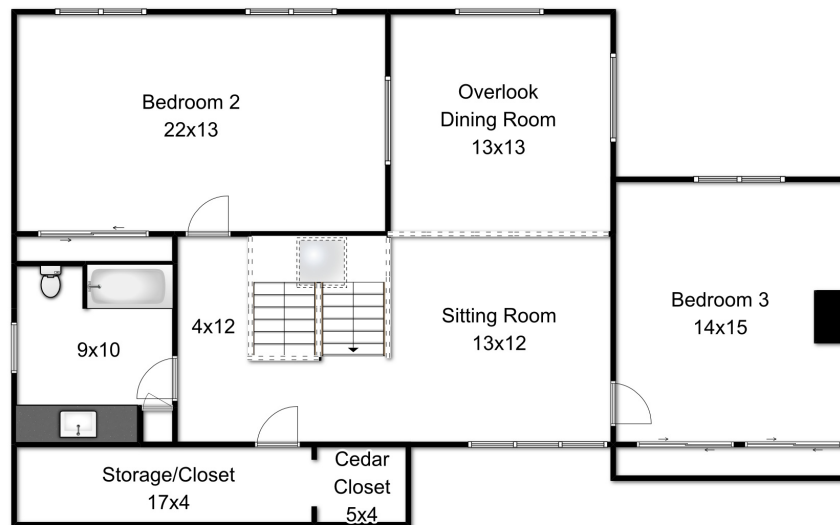 Bedroom 2
22x13
Overlook
Dining Room
13x13
Bedroom 3
14x15
Sitting Room
13x12
4x12
9x10
Storage/Closet
17x4
Cedar
Closet
5x4